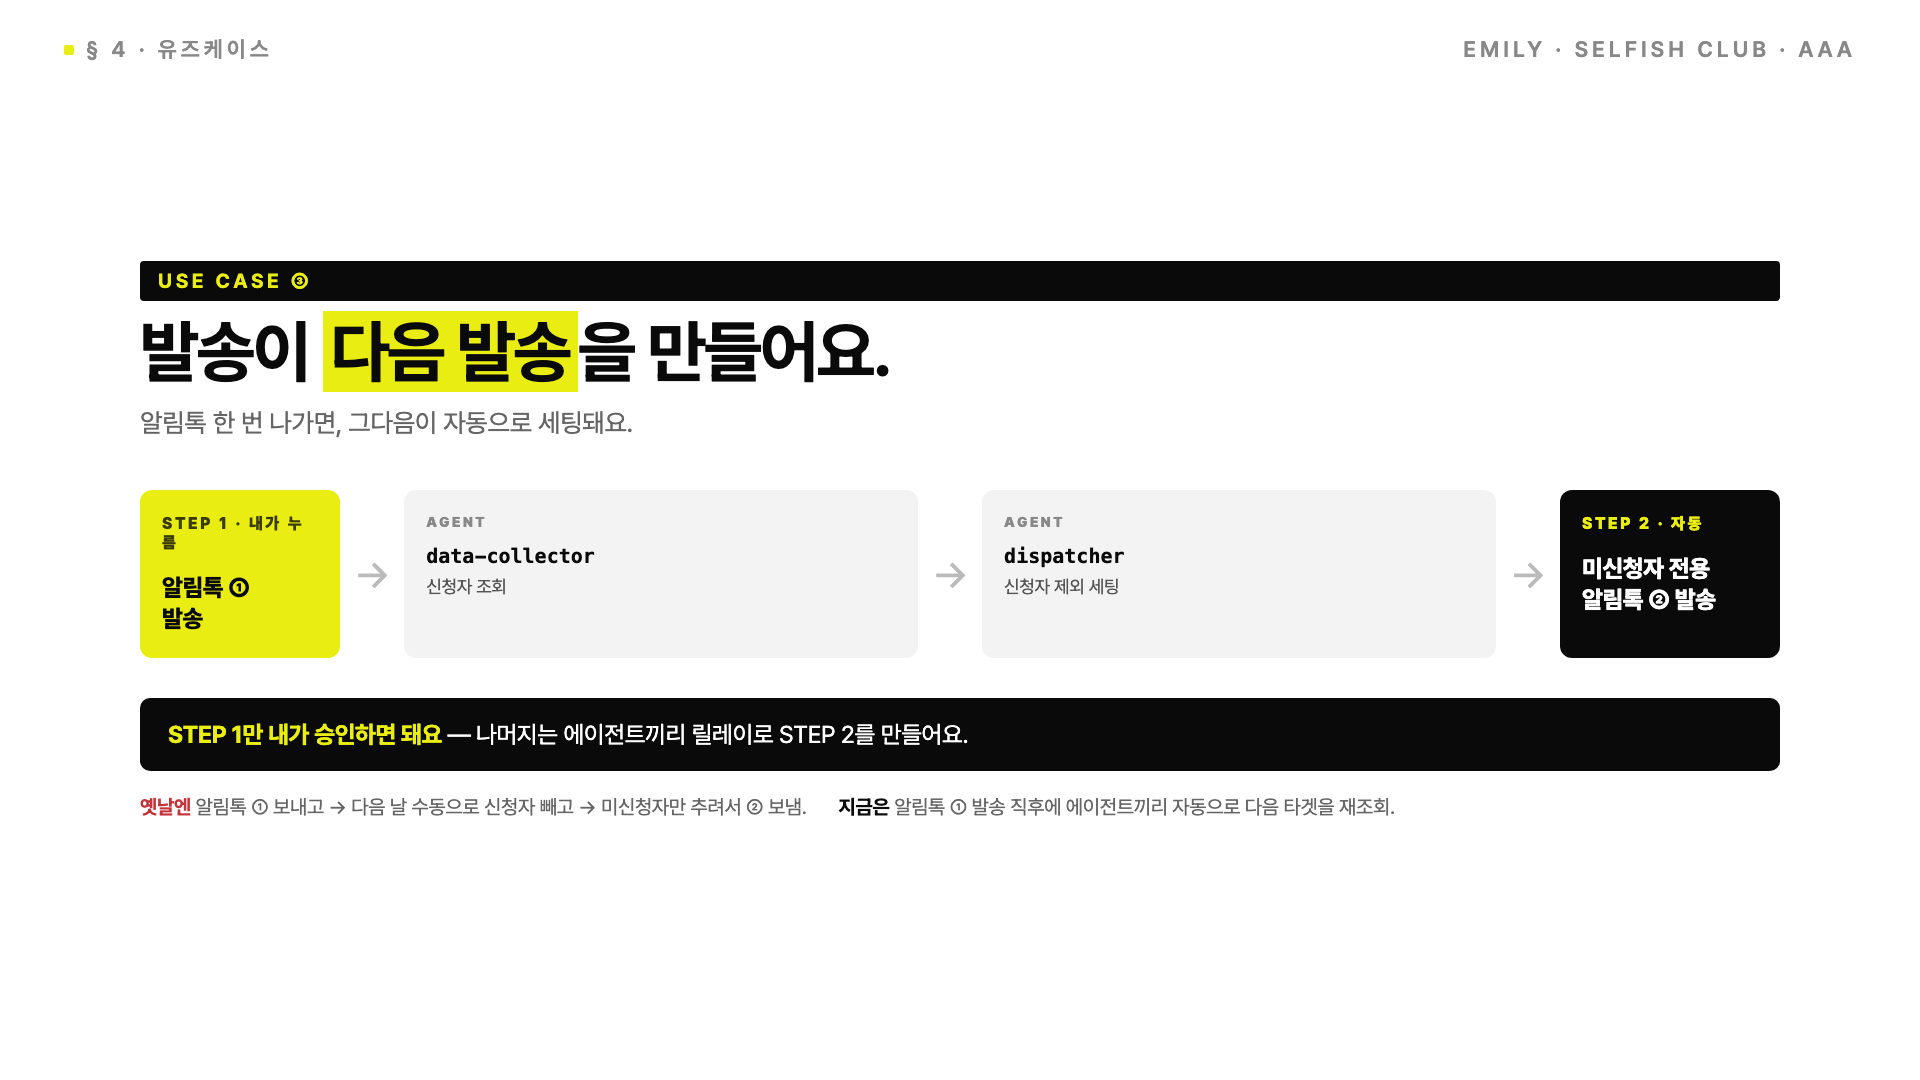 § 4 · 유즈케이스
EMILY · SELFISH CLUB · AAA
USE CASE ③
발송이 다음 발송을 만들어요.
알림톡 한 번 나가면, 그다음이 자동으로 세팅돼요.
STEP 1 · 내가 누
름
알림톡 ①
발송
→
AGENT
data-collector
신청자 조회
→
AGENT
dispatcher
신청자 제외 세팅
→
STEP 2 · 자동
미신청자 전용
알림톡 ② 발송
STEP 1만 내가 승인하면 돼요 — 나머지는 에이전트끼리 릴레이로 STEP 2를 만들어요.
옛날엔 알림톡 ① 보내고 → 다음 날 수동으로 신청자 빼고 → 미신청자만 추려서 ② 보냄. 지금은 알림톡 ① 발송 직후에 에이전트끼리 자동으로 다음 타겟을 재조회.